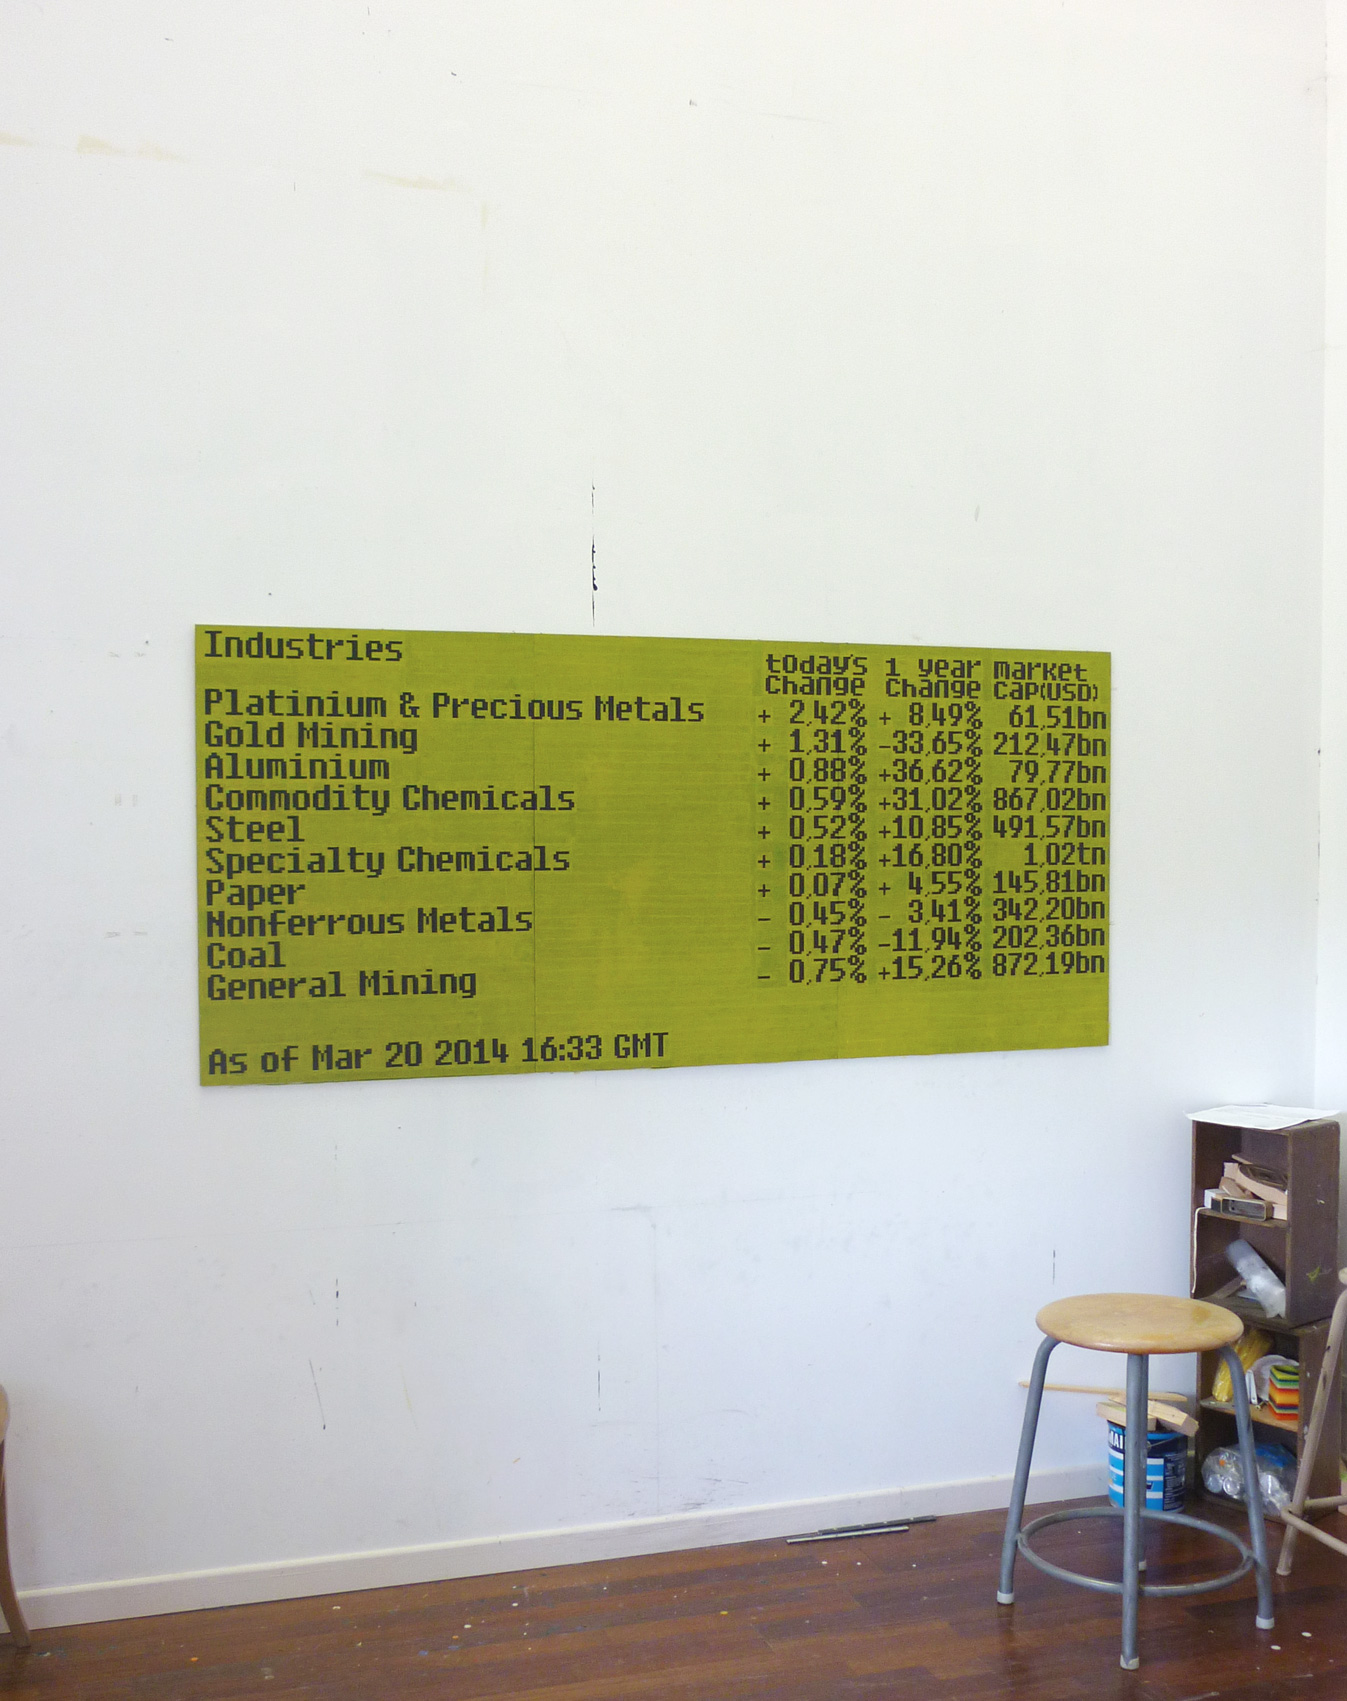 Industries
today's 1 year market
Change Change CAP(USD)
Platinium & Precious Metals + 2,42% + 8,49% 61,51bn
Gold Mining + 1,31% -33,65% 212,47bn
Aluminium + 0,88% +36,62% 79,77bn
Commodity Chemicals + 0,59% +31,02% 867,02bn
Steel + 0,52% +10,85% 491,57bn
Specialty Chemicals + 0,18% +16,80% 1,02tn
Paper + 0,07% + 4,55% 145,81bn
Nonferrous Metals - 0,45% - 3,41% 342,20bn
Coal - 0,47% -11,94% 202,36bn
General Mining - 0,75% +15,26% 872,19bn
As of Mar 20 2014 16:33 GMT